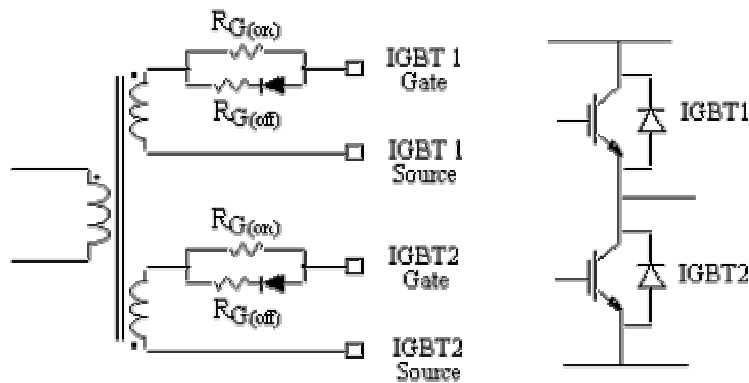 RG(on)
IGBT 1
Gate
RG(off)
IGBT 1
Source
IGBT1
RG(on)
IGBT2
Gate
RG(off)
IGBT2
Source
IGBT2